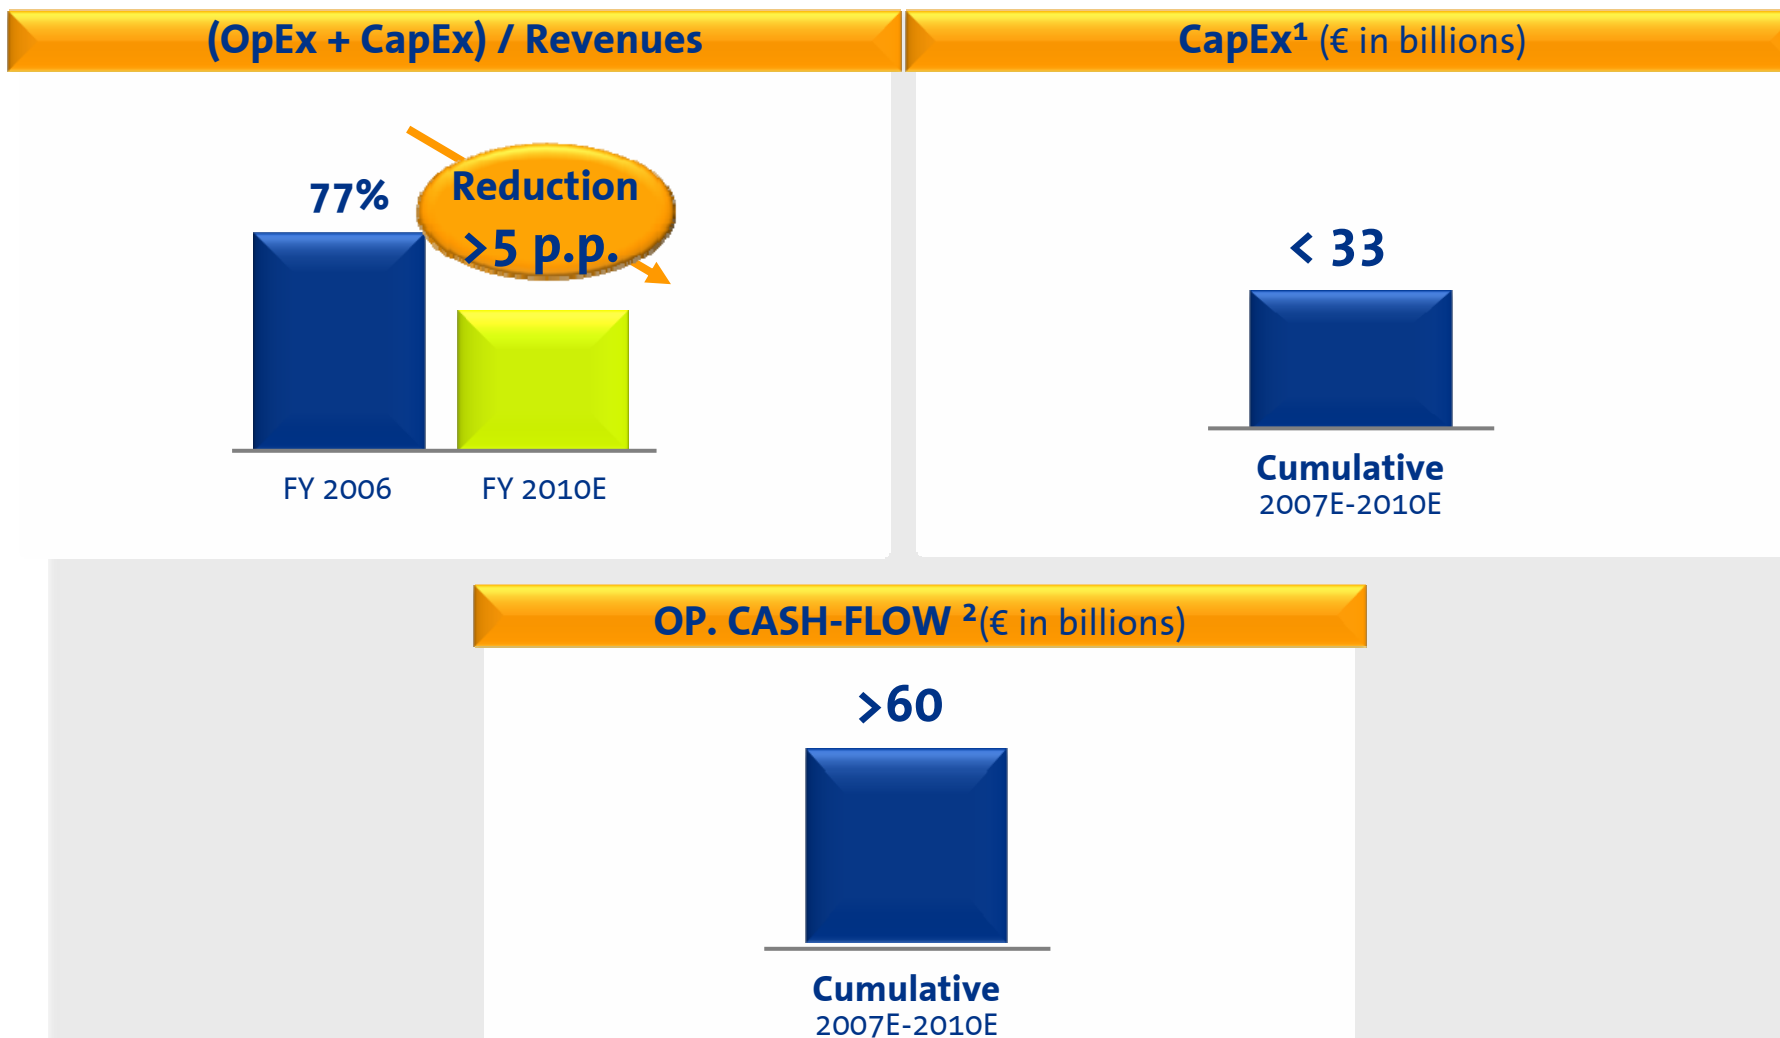 (OpEx + CapEx) / Revenues
77%
Reduction
>5 p.p.
FY 2006
FY 2010E
CapEx¹ (€ in billions)
< 33
Cumulative
2007E-2010E
OP. CASH-FLOW ²(€ in billions)
>60
Cumulative
2007E-2010E